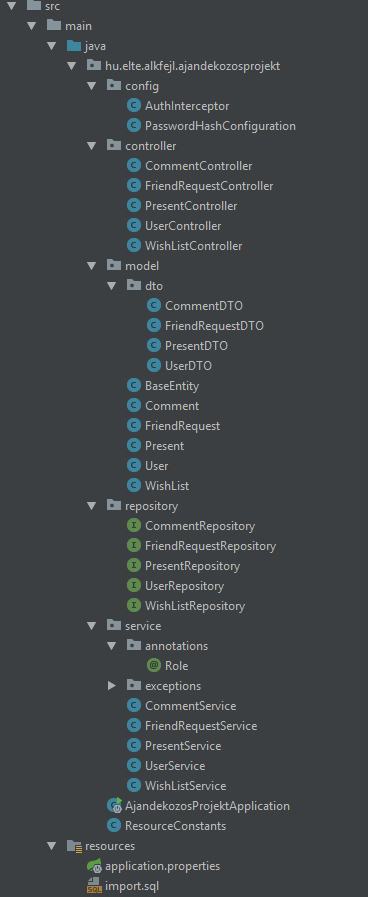 src
main
java
hu.elte.alkfejl.ajandekozosprojekt
config
AuthInterceptor
PasswordHashConfiguration
controller
CommentController
FriendRequestController
PresentController
UserController
WishListController
model
dto
CommentDTO
FriendRequestDTO
PresentDTO
UserDTO
BaseEntity
Comment
FriendRequest
Present
User
WishList
repository
CommentRepository
FriendRequestRepository
PresentRepository
UserRepository
WishListRepository
service
annotations
Role
exceptions
CommentService
FriendRequestService
PresentService
UserService
WishListService
AjandekozosProjektApplication
ResourceConstants
resources
application.properties
import.sql